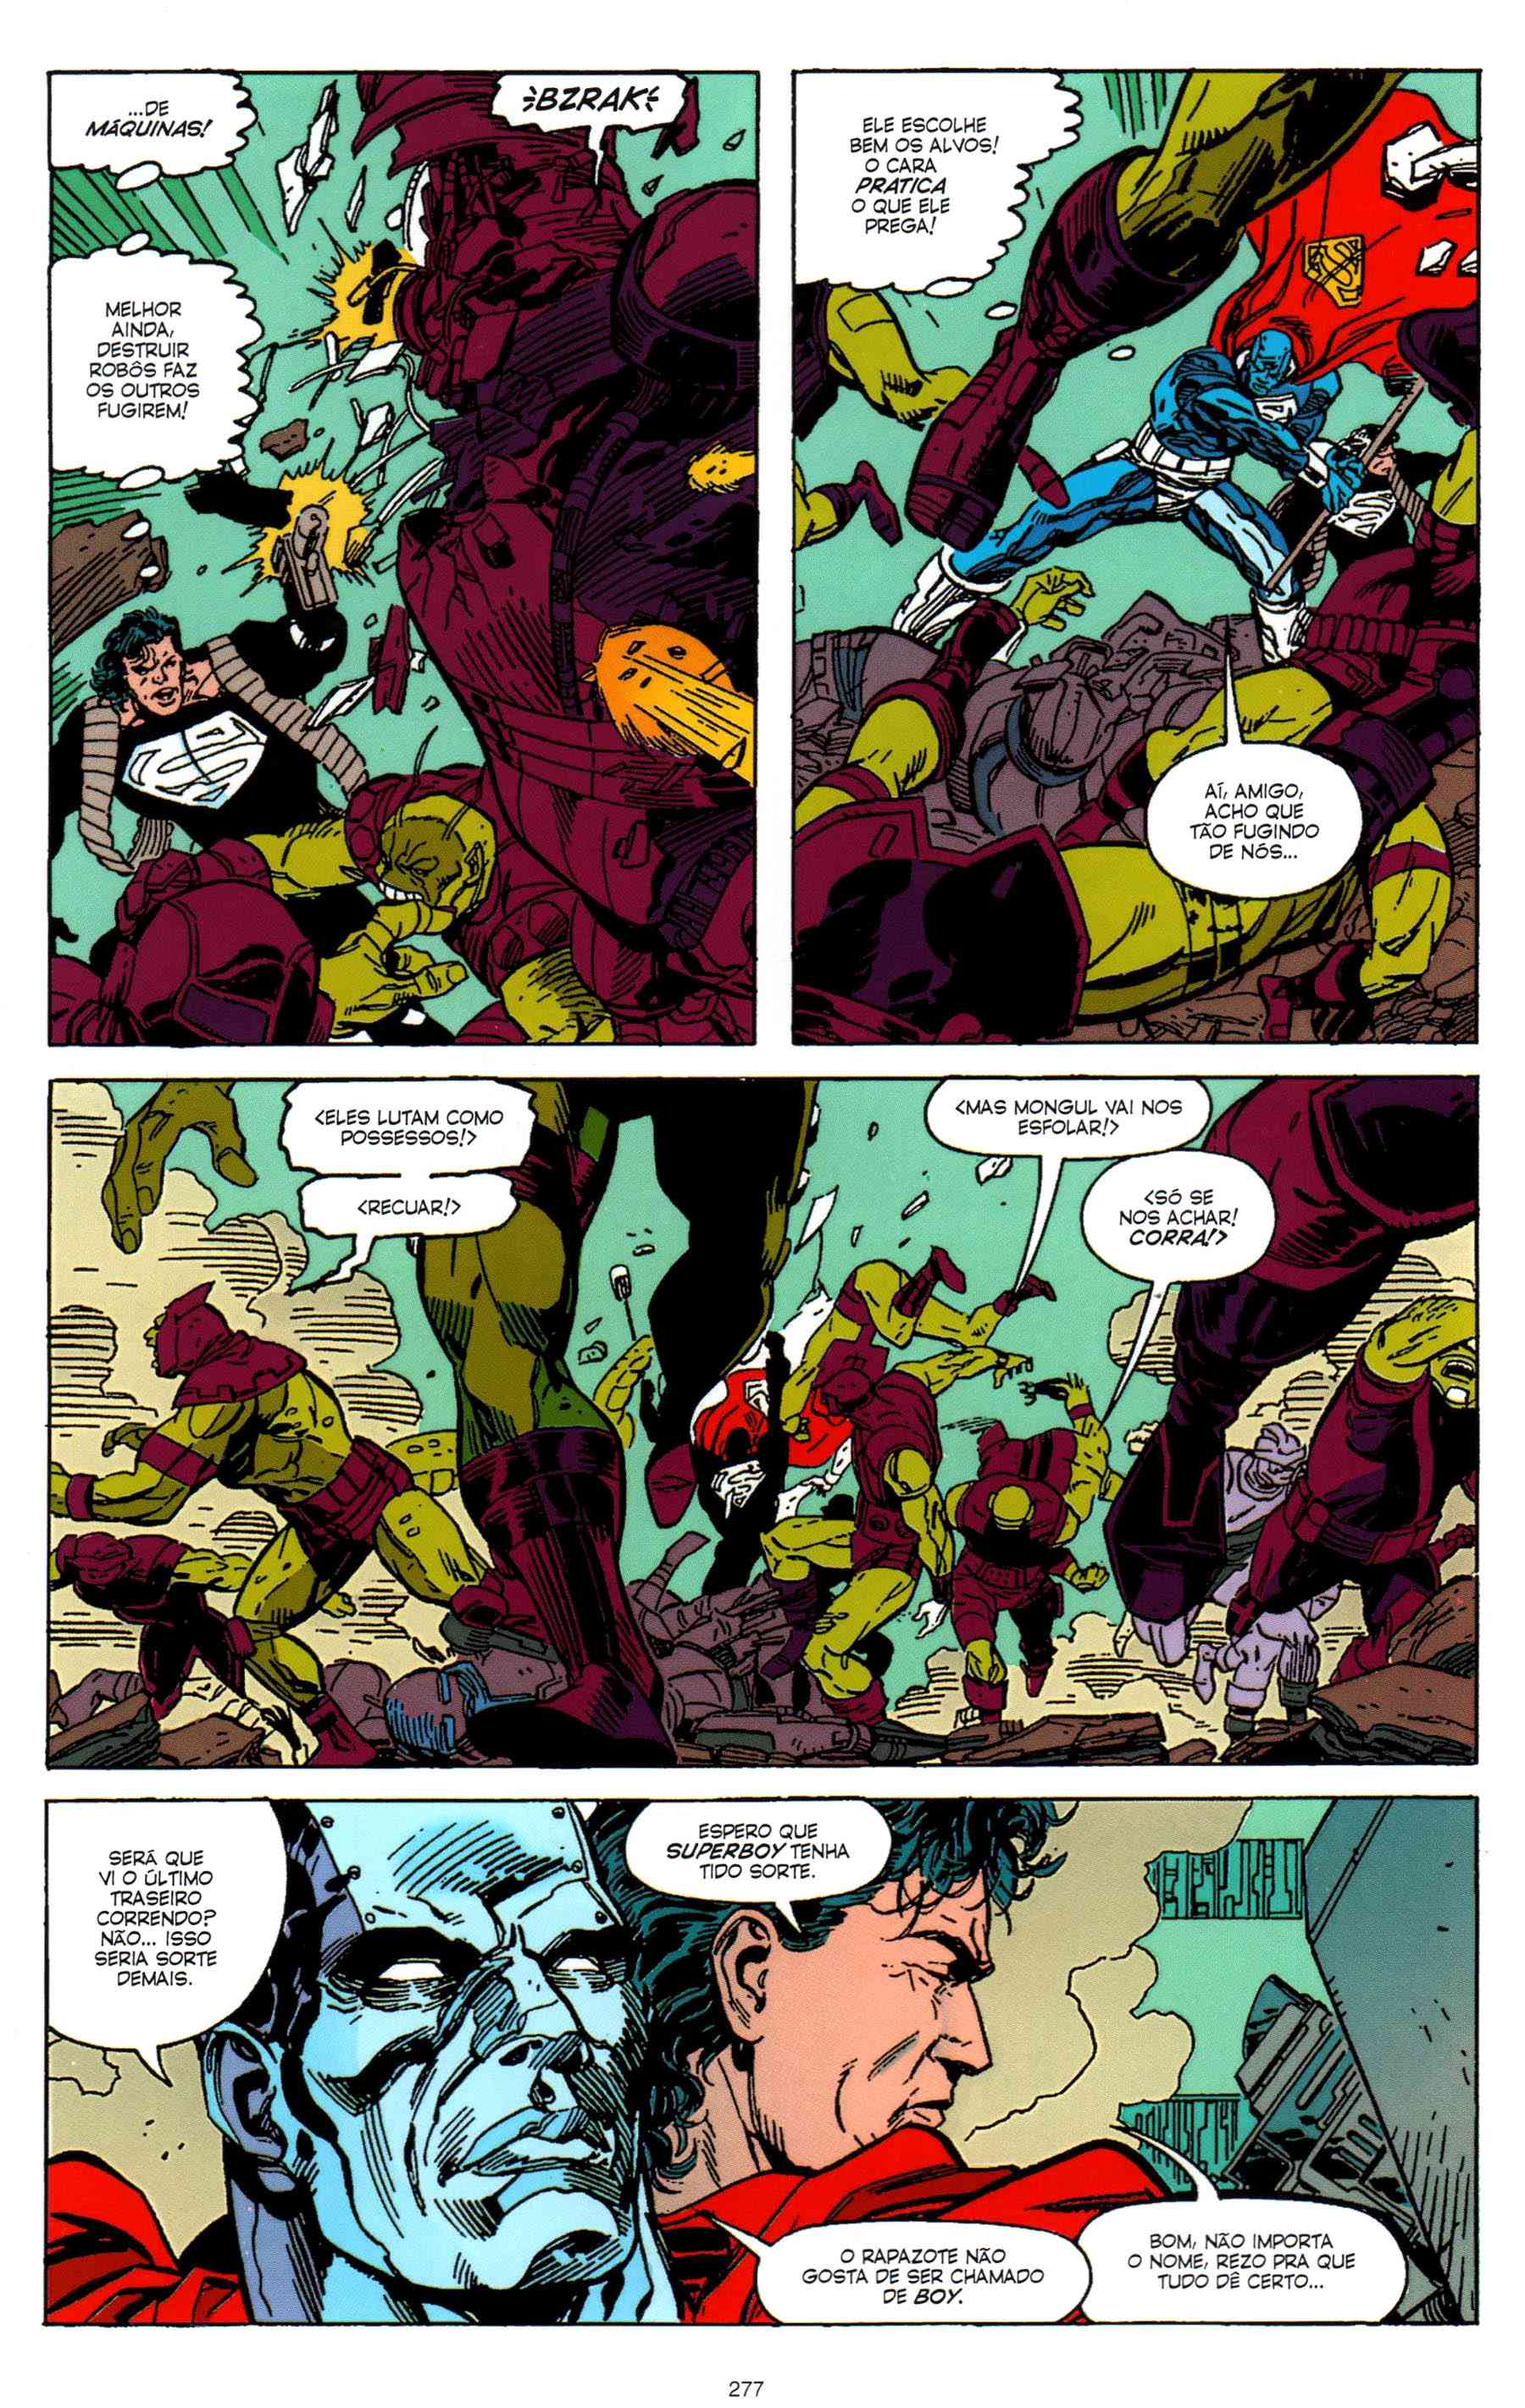 ...DE
MÁQUINAS!
BZRAK
MELHOR
AINDA,
DESTRUIR
ROBÔS FAZ
OS OUTROS
FUGIREM!
ELE ESCOLHE
BEM OS ALVOS!
O CARA
PRATICA
O QUE ELE
PREGA!
AÍ, AMIGO,
ACHO QUE
TÃO FUGINDO
DE NÓS...
<ELES LUTAM COMO
POSSESSOS!>
<RECUAR!>
<MAS MONGUL VAI NOS
ESFOLAR!>
<SÓ SE
NOS ACHAR!
CORRA!>
SERÁ QUE
VI O ÚLTIMO
TRASEIRO
CORRENDO?
NÃO... ISSO
SERIA SORTE
DEMAIS.
ESPERO QUE
SUPERBOY TENHA
TIDO SORTE.
O RAPAZOTE NÃO
GOSTA DE SER CHAMADO
DE BOY.
BOM, NÃO IMPORTA
O NOME, REZO PRA QUE
TUDO DÊ CERTO...
277